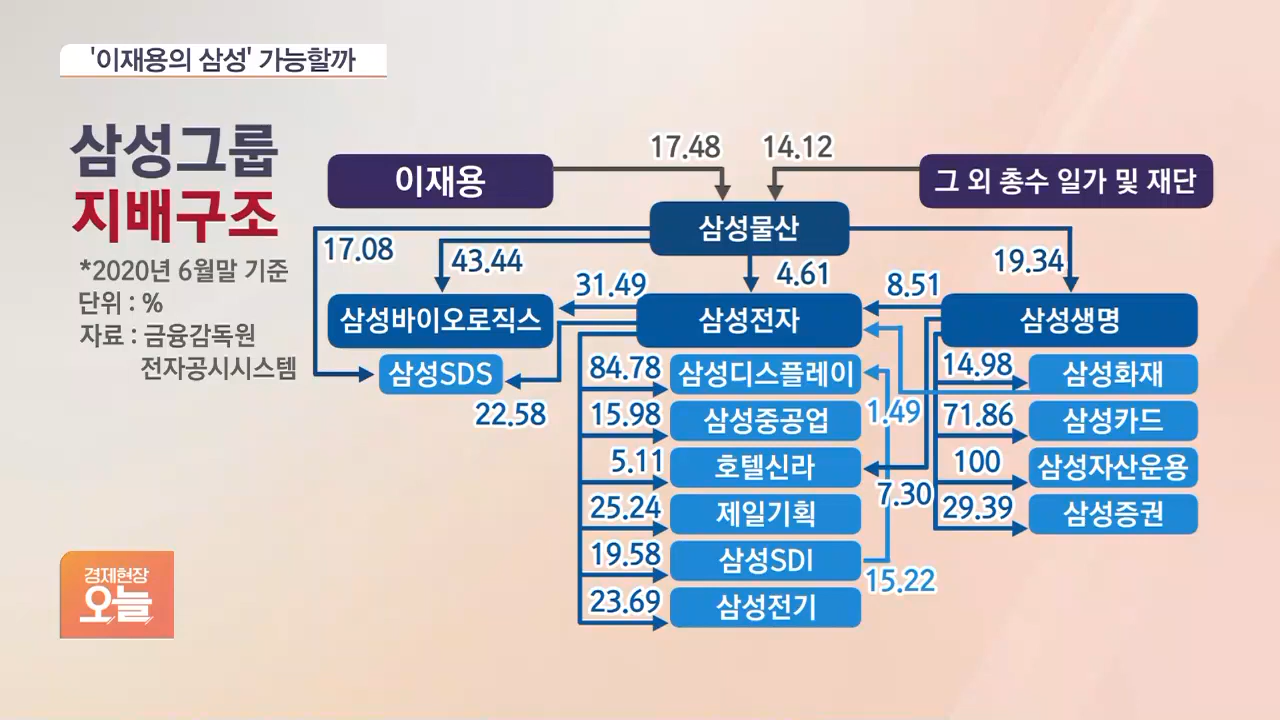 '이재용의 삼성' 가능할까
삼성그룹
지배구조
*2020년 6월말 기준
단위 : %
자료 : 금융감독원
전자공시시스템
17.48
14.12
이재용
그 외 총수 일가 및 재단
삼성물산
17.08
43.44
4.61
19.34
31.49
8.51
삼성바이오로직스
삼성전자
삼성생명
삼성SDS
22.58
84.78
삼성디스플레이
14.98
삼성화재
15.98
삼성중공업
1.49
71.86
삼성카드
5.11
호텔신라
7.30
100
삼성자산운용
25.24
제일기획
29.39
삼성증권
19.58
삼성SDI
15.22
23.69
삼성전기
경제현장
오늘